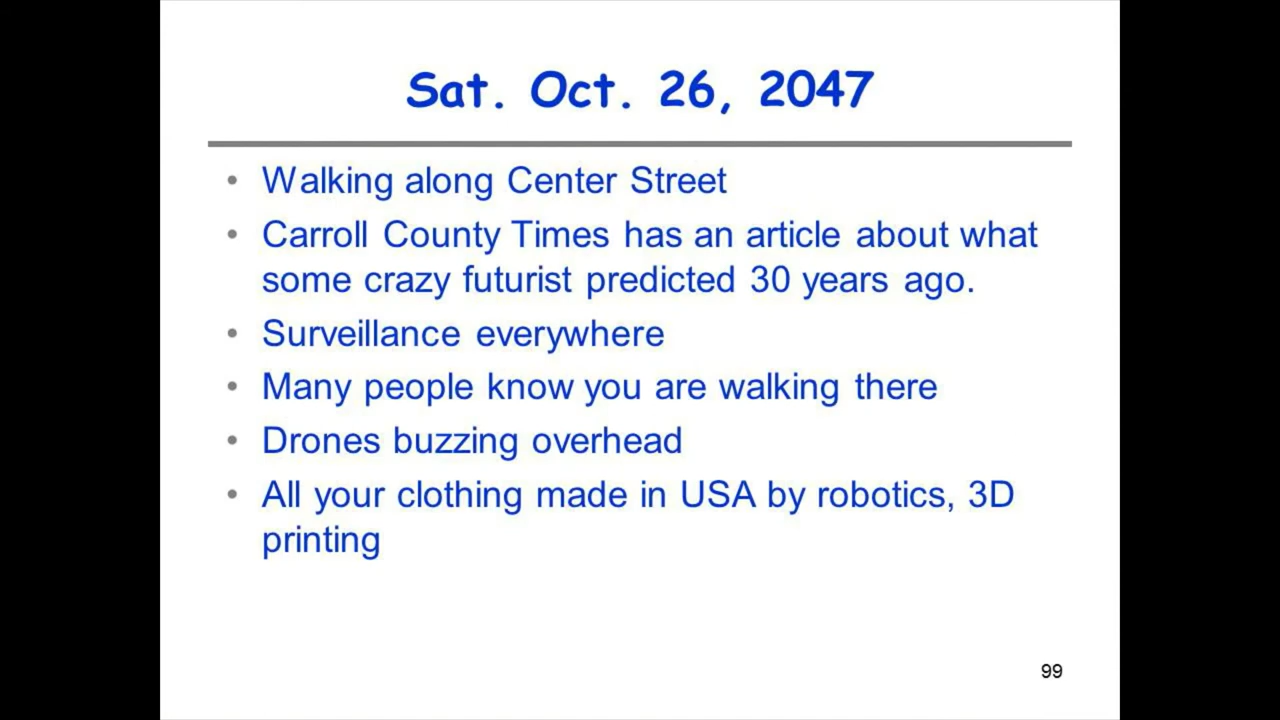 Sat. Oct. 26, 2047
• Walking along Center Street
• Carroll County Times has an article about what
some crazy futurist predicted 30 years ago.
• Surveillance everywhere
• Many people know you are walking there
• Drones buzzing overhead
• All your clothing made in USA by robotics, 3D
printing
99